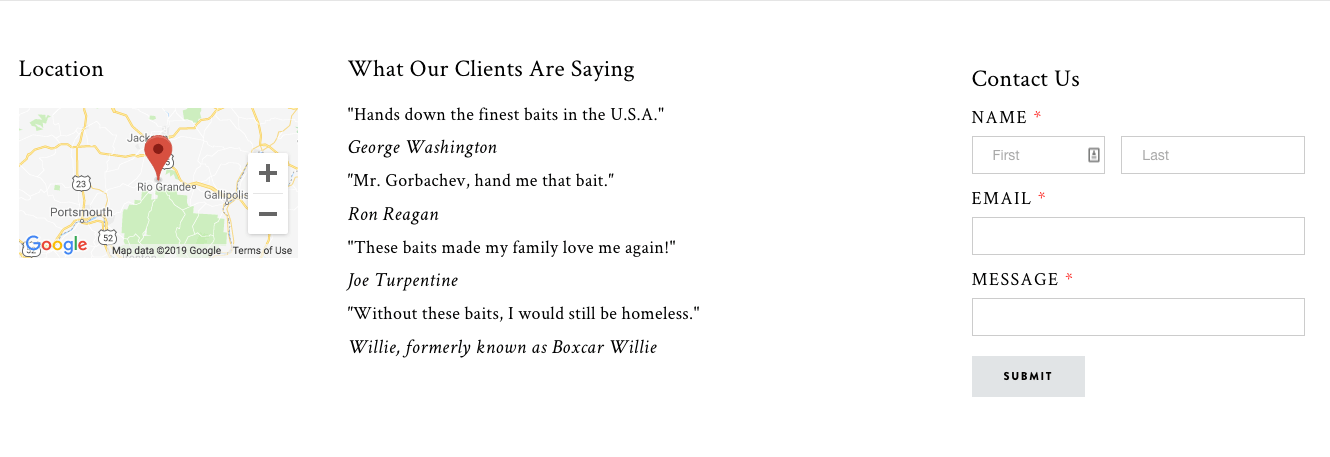 Location
Jackson
35
Rio Grande
23
Gallipolis
Portsmouth
52
Google
Map data ©2019 Google Terms of Use
What Our Clients Are Saying
"Hands down the finest baits in the U.S.A."
George Washington
"Mr. Gorbachev, hand me that bait."
Ron Reagan
"These baits made my family love me again!"
Joe Turpentine
"Without these baits, I would still be homeless."
Willie, formerly known as Boxcar Willie
Contact Us
NAME *
First Last
EMAIL *
MESSAGE *
SUBMIT